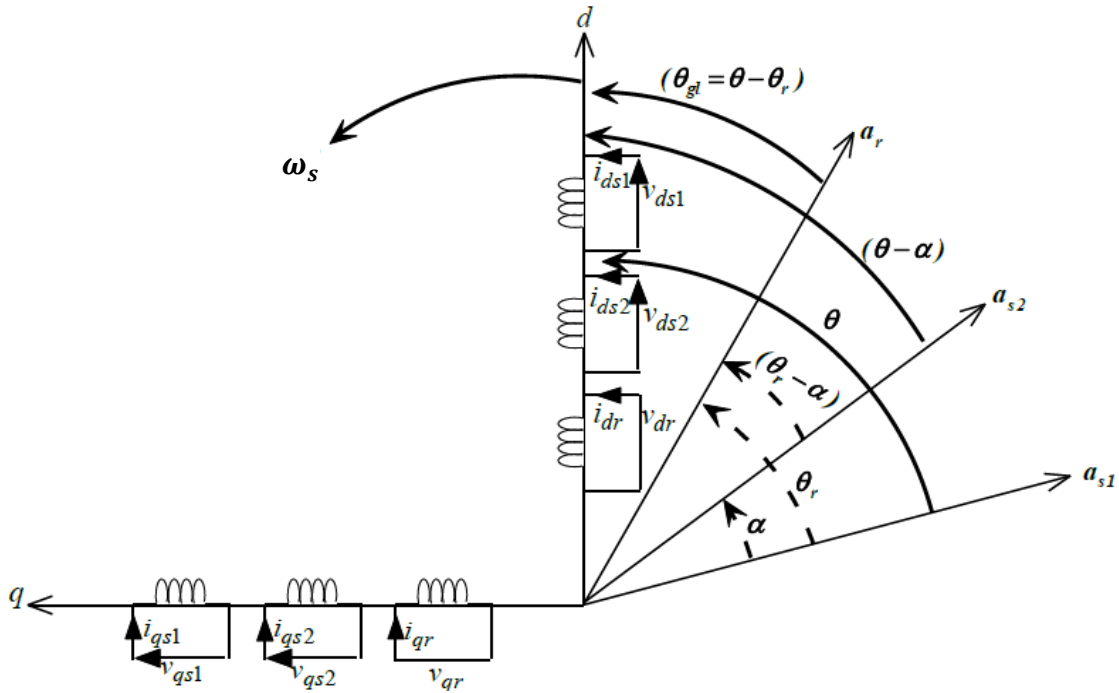 d
(θgl = θ − θr)
ar
ωs
ids1
vds1
(θ − α)
ids2
vds2
as2
θ
(θr − α)
idr
vdr
as1
θr
α
q
iqs1
iqs2
iqr
vqs1
vqs2
vqr